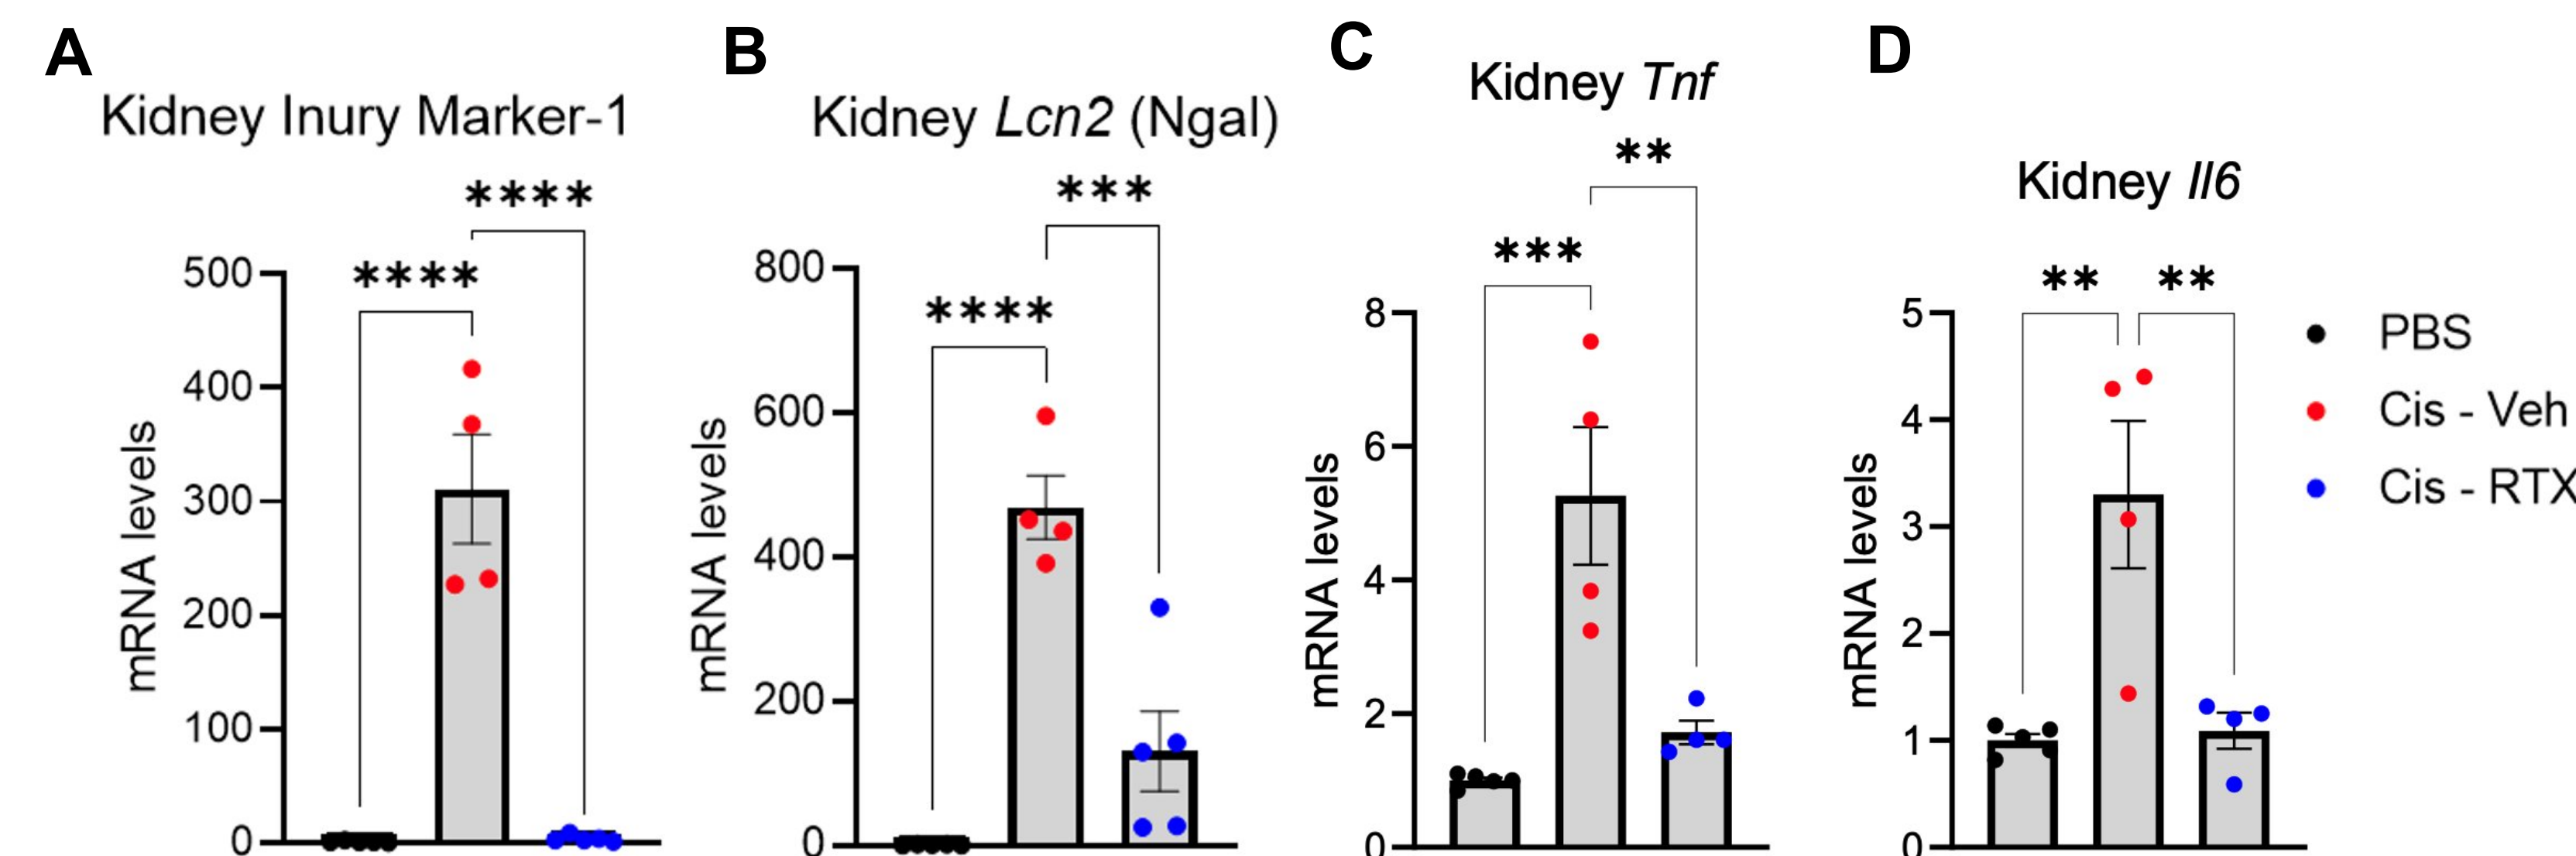 A
Kidney Inury Marker-1
****
****
500
400
300
200
100
0
mRNA levels
B
Kidney Lcn2 (Ngal)
***
****
800
600
400
200
0
mRNA levels
C
Kidney Tnf
**
***
8
6
4
2
0
mRNA levels
D
Kidney Il6
** **
5
4
3
2
1
0
mRNA levels
PBS
Cis - Veh
Cis - RTX